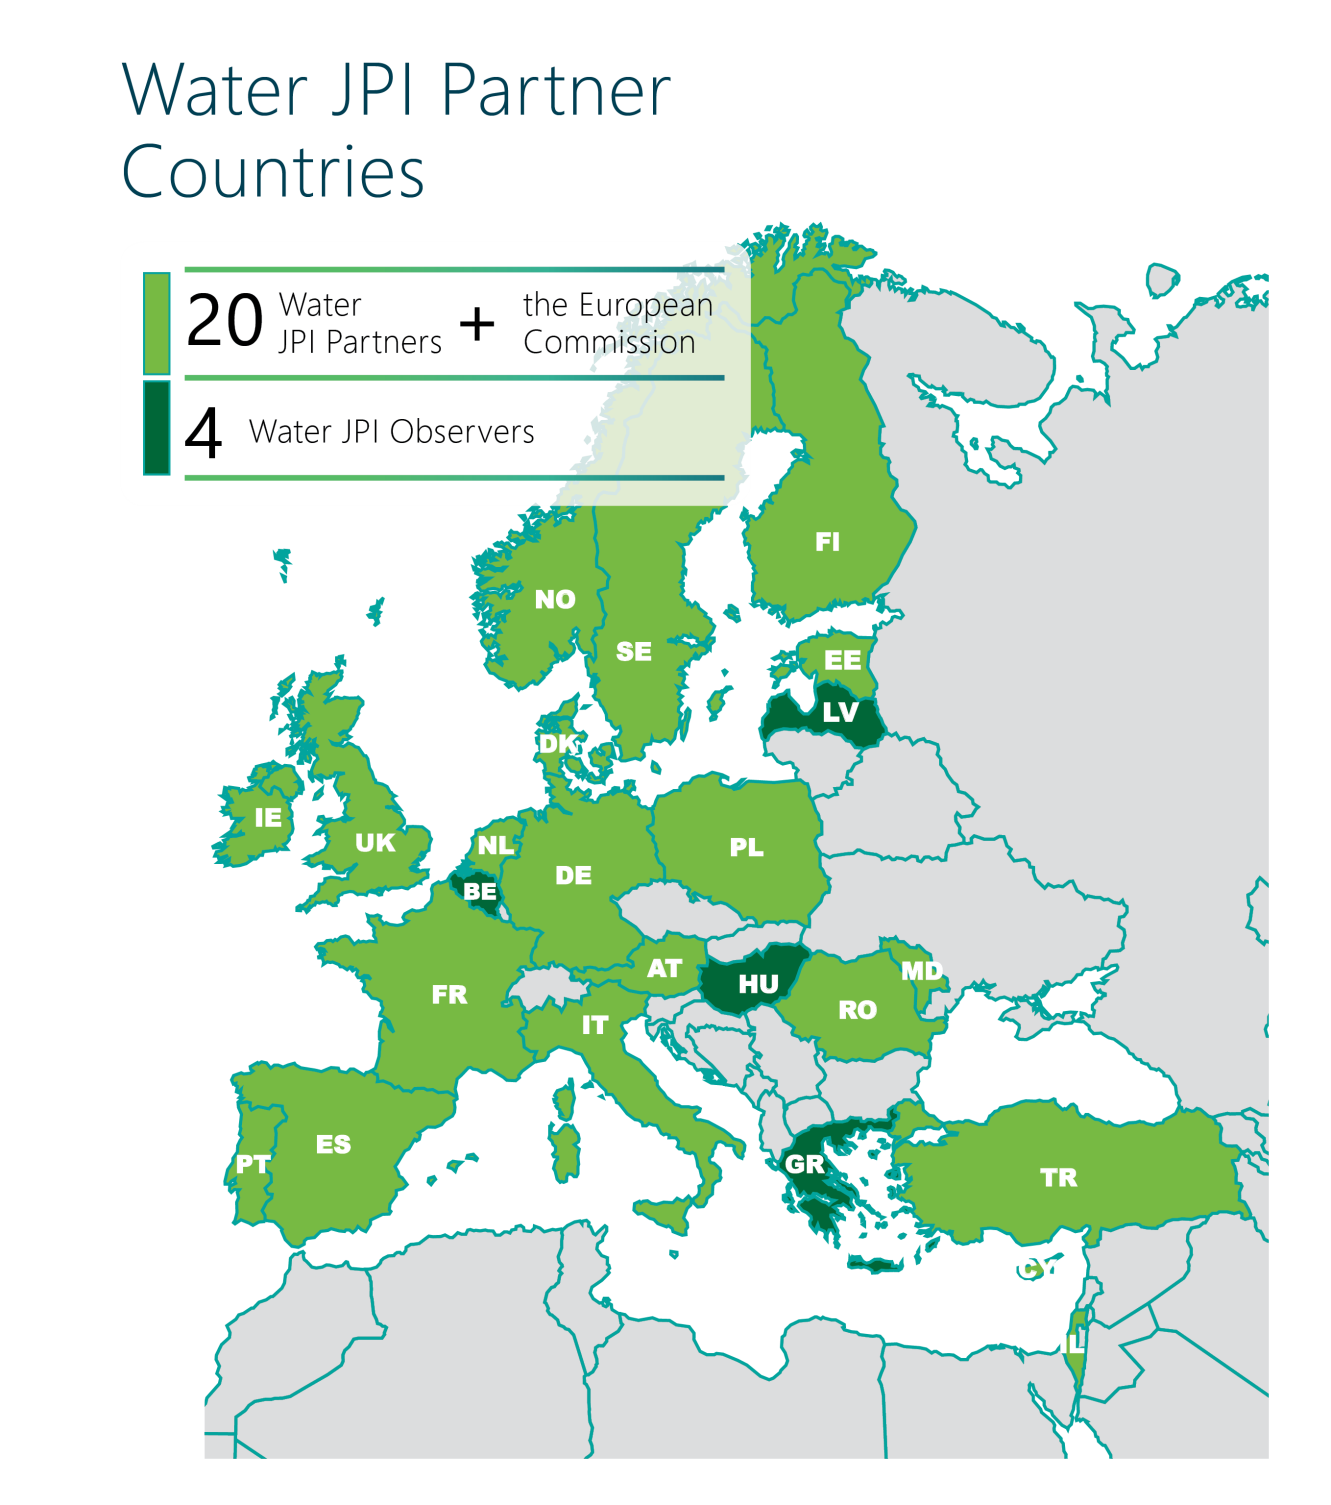 Water JPI Partner
Countries
20 Water
JPI Partners + the European
Commission
4 Water JPI Observers
FI
NO
SE
EE
LV
DK
IE
UK
NL
BE
DE
PL
FR
AT
HU
MD
RO
IT
PT
ES
GR
TR
CY
IL